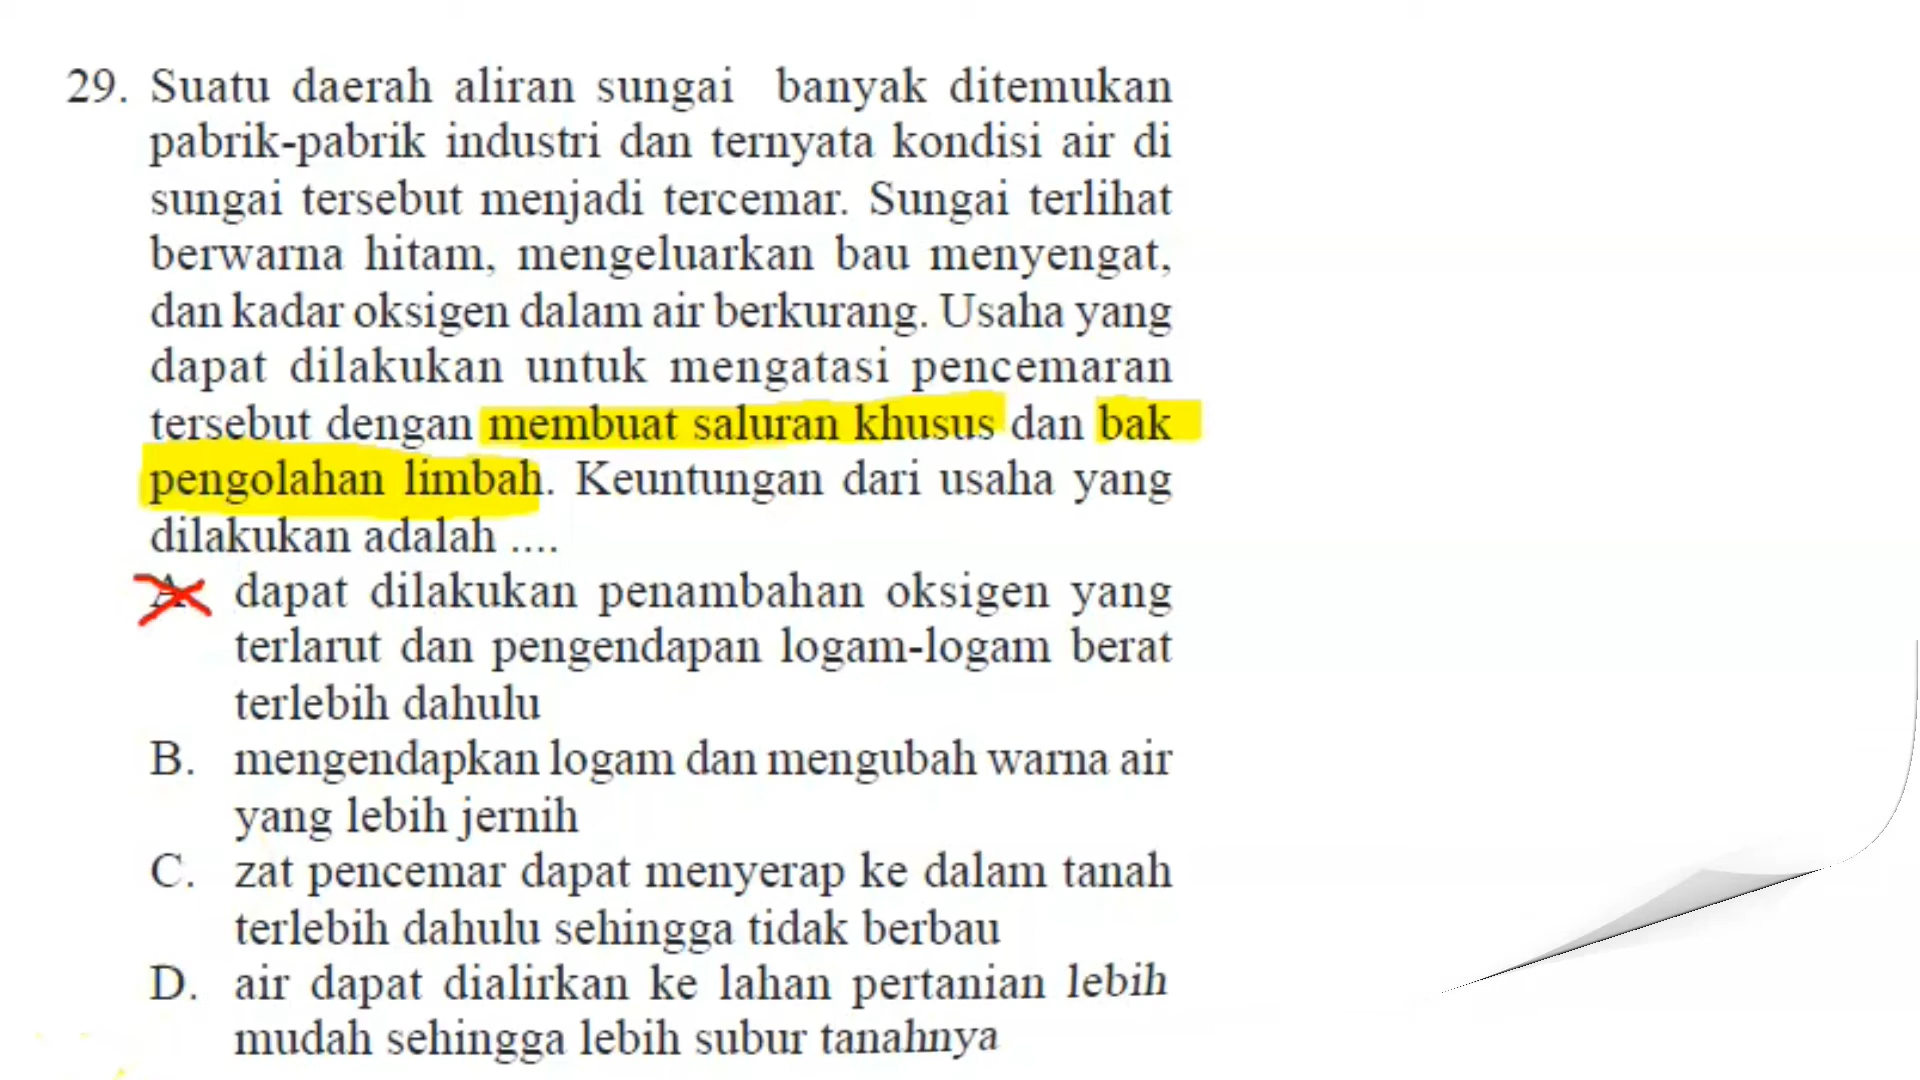 29. Suatu daerah aliran sungai banyak ditemukan
pabrik-pabrik industri dan ternyata kondisi air di
sungai tersebut menjadi tercemar. Sungai terlihat
berwarna hitam, mengeluarkan bau menyengat,
dan kadar oksigen dalam air berkurang. Usaha yang
dapat dilakukan untuk mengatasi pencemaran
tersebut dengan membuat saluran khusus dan bak
pengolahan limbah. Keuntungan dari usaha yang
dilakukan adalah ....
A. dapat dilakukan penambahan oksigen yang
terlarut dan pengendapan logam-logam berat
terlebih dahulu
B. mengendapkan logam dan mengubah warna air
yang lebih jernih
C. zat pencemar dapat menyerap ke dalam tanah
terlebih dahulu sehingga tidak berbau
D. air dapat dialirkan ke lahan pertanian lebih
mudah sehingga lebih subur tanahnya